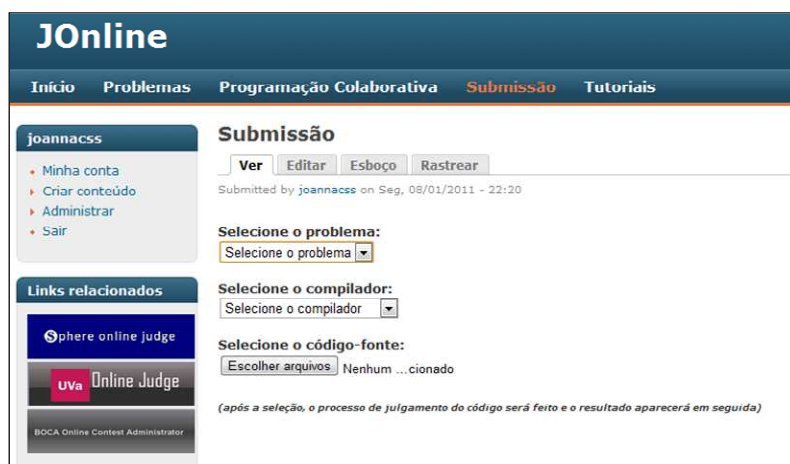 JOnline
Início Problemas Programação Colaborativa Submissão Tutoriais
joannacss
Minha conta
Criar conteúdo
Administrar
Sair
Links relacionados
Sphere online judge
UVa Online Judge
BOCA Online Contest Administrator
Submissão
Ver Editar Esboço Rastrear
Submitted by joannacss on Seg, 08/01/2011 - 22:20
Selecione o problema:
Selecione o problema
Selecione o compilador:
Selecione o compilador
Selecione o código-fonte:
Escolher arquivos Nenhum ...cionado
(após a seleção, o processo de julgamento do código será feito e o resultado aparecerá em seguida)